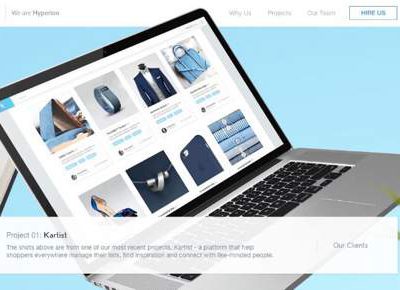 We are Hyperion
Why Us
Projects
Our Team
HIRE US
Project 01: Kartist
The shots above are from one of our most recent projects, Kartist - a platform that help
shoppers everywhere manage their lists, find inspiration and connect with like-minded people.
Our Clients